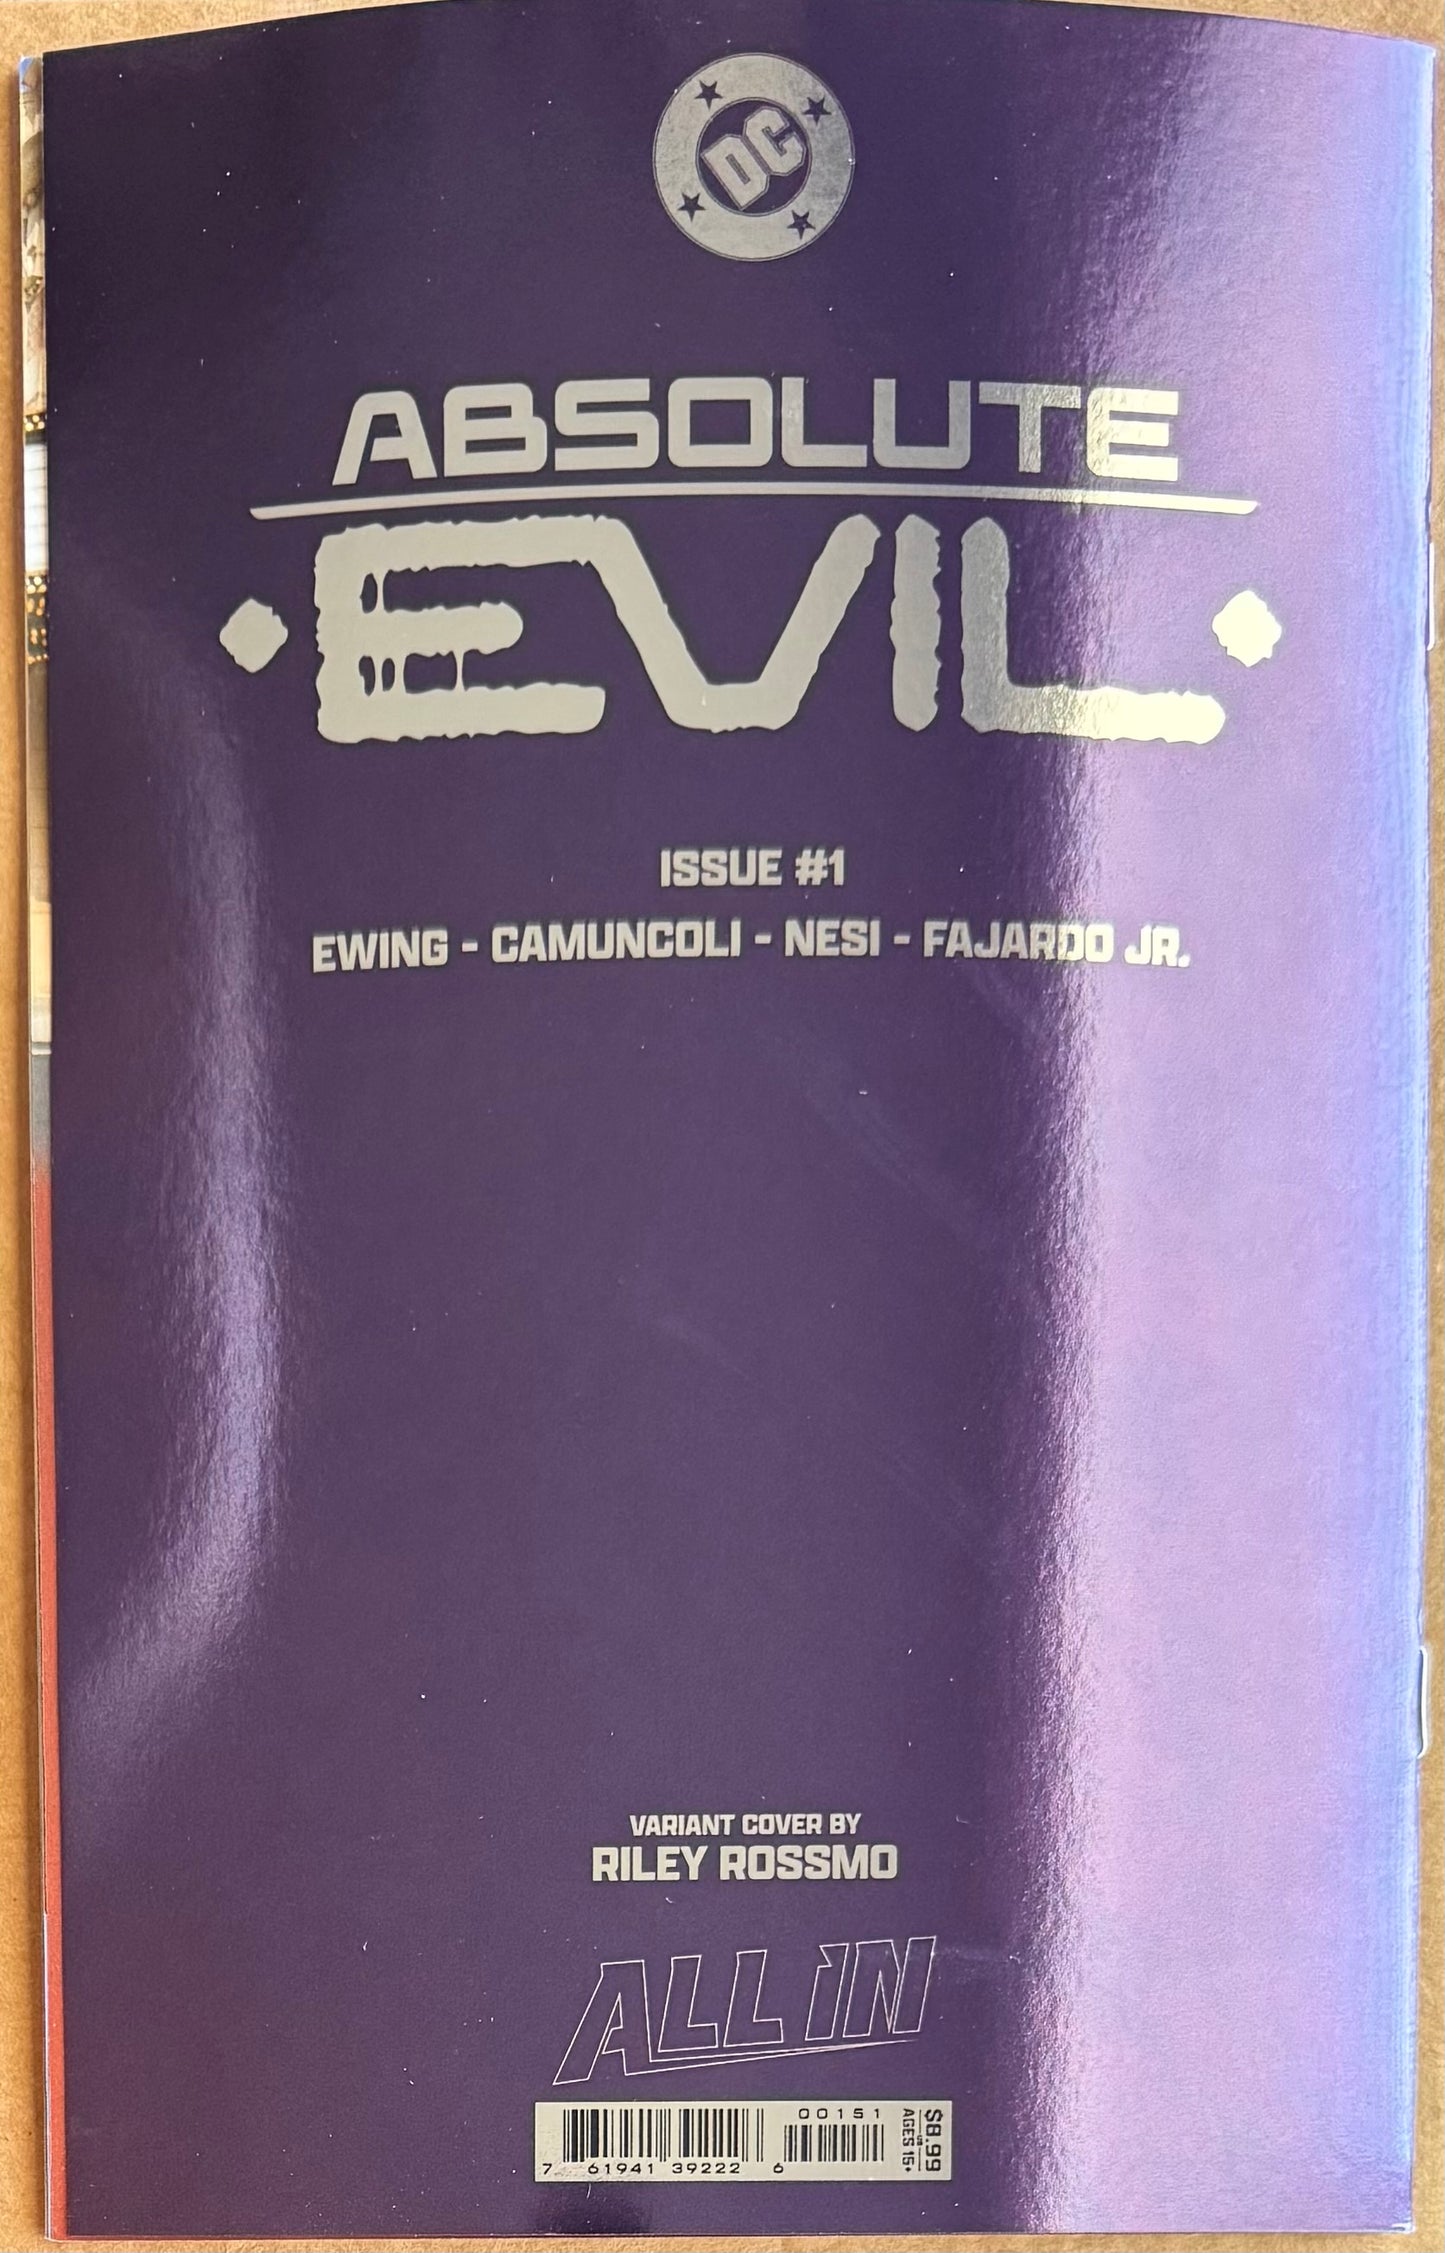 DC
ABSOLUTE
EVIL
ISSUE #1
EWING - CAMUNCOLI - NESI - FAJARDO JR.
VARIANT COVER BY
RILEY ROSSMO
ALL IN
00151
7 61941 39222 6
$8.99 US
AGES 15+